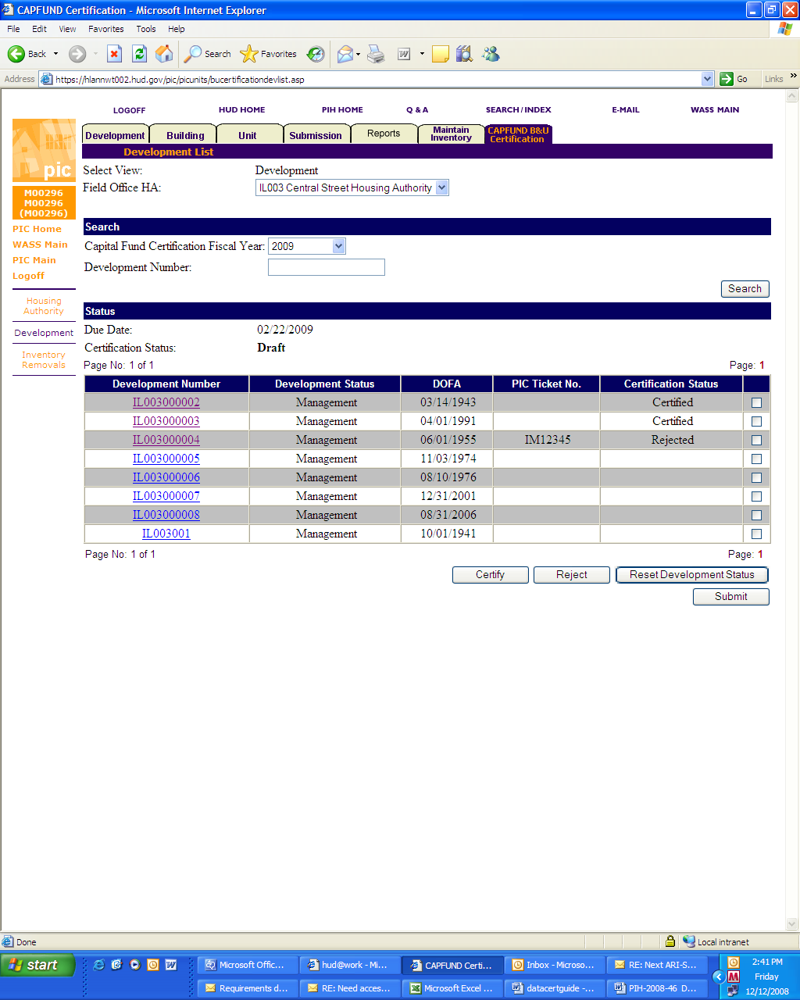 CAPFUND Certification - Microsoft Internet Explorer
File Edit View Favorites Tools Help
Back Search Favorites
Address https://hlannwt002.hud.gov/pic/picunits/bucertificationdevlist.asp Go Links »
LOGOFF HUD HOME PIH HOME Q & A SEARCH / INDEX E-MAIL WASS MAIN
pic
M00296
M00296
(M00296)
PIC Home
WASS Main
PIC Main
Logoff
Housing
Authority
Development
Inventory
Removals
Development Building Unit Submission Reports Maintain Inventory CAPFUND B&U Certification
Development List
Select View: Development
Field Office HA: IL003 Central Street Housing Authority
Search
Capital Fund Certification Fiscal Year: 2009
Development Number:
Search
Status
Due Date: 02/22/2009
Certification Status: Draft
Page No: 1 of 1 Page: 1
Development Number Development Status DOFA PIC Ticket No. Certification Status
IL003000002 Management 03/14/1943 Certified
IL003000003 Management 04/01/1991 Certified
IL003000004 Management 06/01/1955 IM12345 Rejected
IL003000005 Management 11/03/1974
IL003000006 Management 08/10/1976
IL003000007 Management 12/31/2001
IL003000008 Management 08/31/2006
IL003001 Management 10/01/1941
Page No: 1 of 1 Page: 1
Certify Reject Reset Development Status
Submit
Done Local intranet
start Microsoft Offic... hud@work - Mi... CAPFUND Certi... Inbox - Microso... RE: Next ARI-S... 2:41 PM
Friday
Requirements d... RE: Need acces... Microsoft Excel ... datacertguide -... PIH-2008-46 D... 12/12/2008